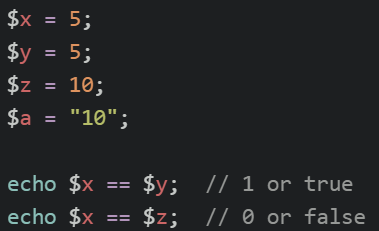 $x = 5;
$y = 5;
$z = 10;
$a = "10";
echo $x == $y;  // 1 or true
echo $x == $z;  // 0 or false